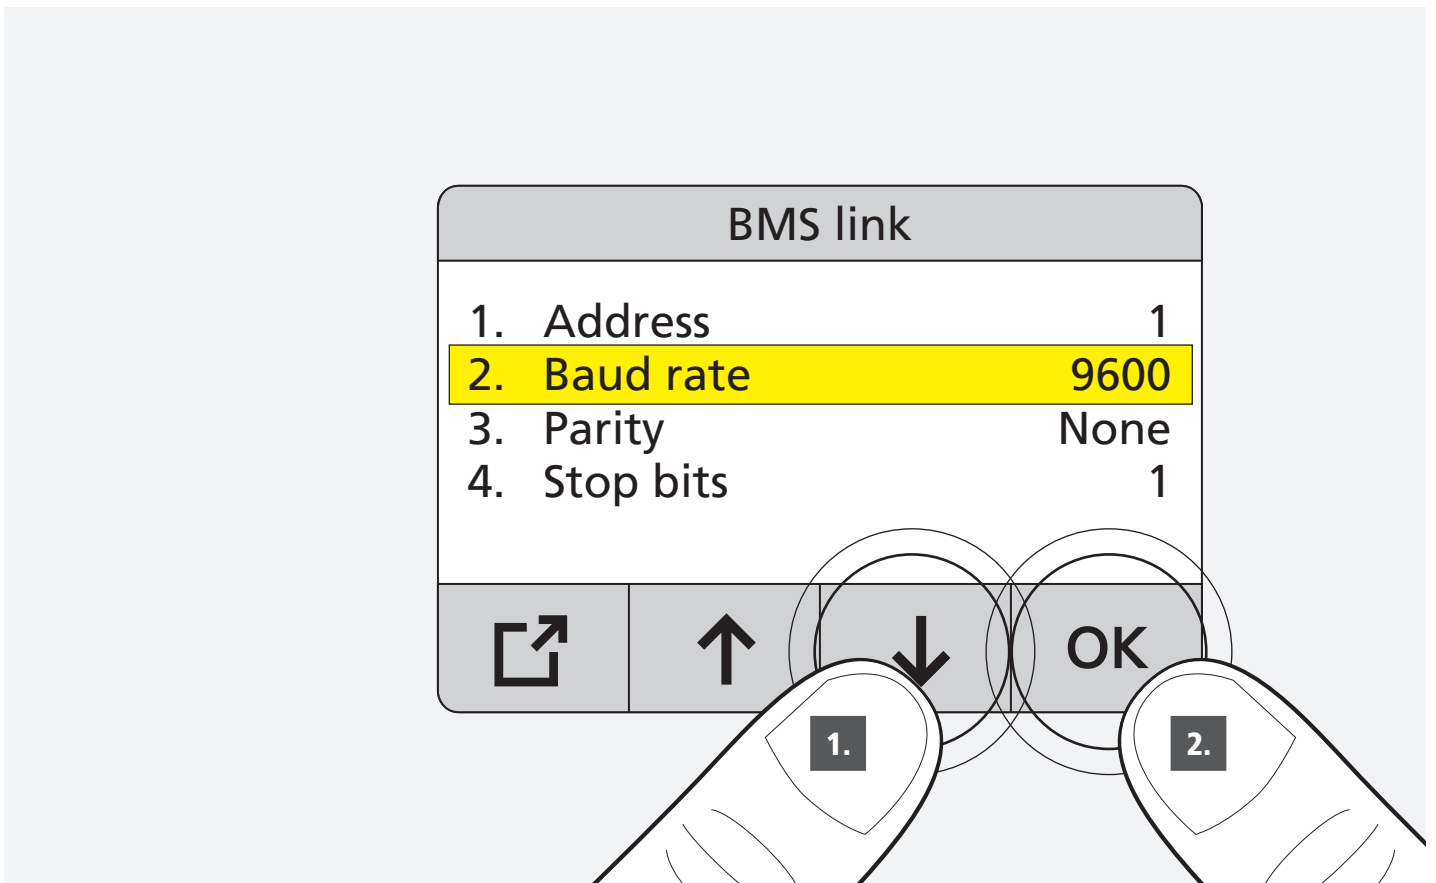 BMS link
1. Address 1
2. Baud rate 9600
3. Parity None
4. Stop bits 1
OK
1. 2.